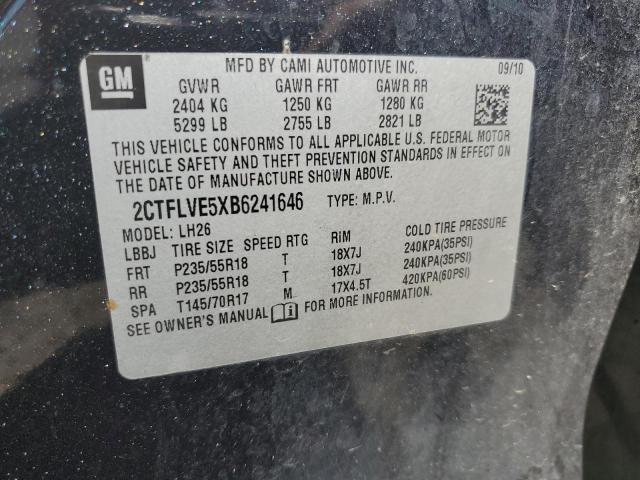 GM
MFD BY CAMI AUTOMOTIVE INC. 09/10
GVWR GAWR FRT GAWR RR
2404 KG 1250 KG 1280 KG
5299 LB 2755 LB 2821 LB
THIS VEHICLE CONFORMS TO ALL APPLICABLE U.S. FEDERAL MOTOR
VEHICLE SAFETY AND THEFT PREVENTION STANDARDS IN EFFECT ON
THE DATE OF MANUFACTURE SHOWN ABOVE.
2CTFLVE5XB6241646 TYPE: M.P.V.
MODEL: LH26
LBBJ TIRE SIZE SPEED RTG RiM COLD TIRE PRESSURE
FRT P235/55R18 T 18X7J 240KPA(35PSI)
RR P235/55R18 T 18X7J 240KPA(35PSI)
SPA T145/70R17 M 17X4.5T 420KPA(60PSI)
SEE OWNER'S MANUAL FOR MORE INFORMATION.